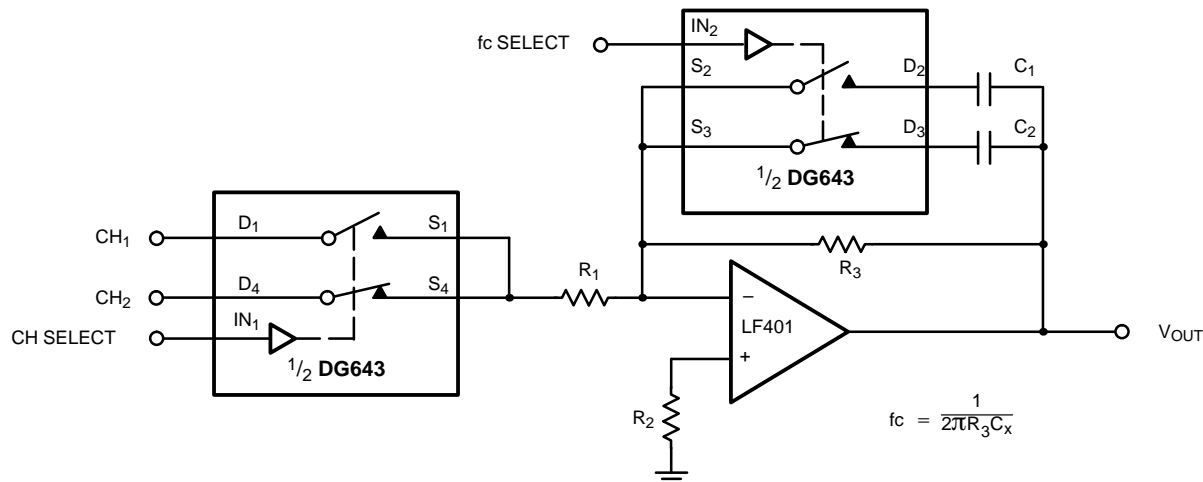 fc SELECT
IN2
S2
D2
C1
S3
D3
C2
1/2 DG643
CH1
D1
S1
R3
R1
CH2
D4
S4
–
LF401
VOUT
CH SELECT
IN1
+
1/2 DG643
R2
fc = 1/2πR3Cx